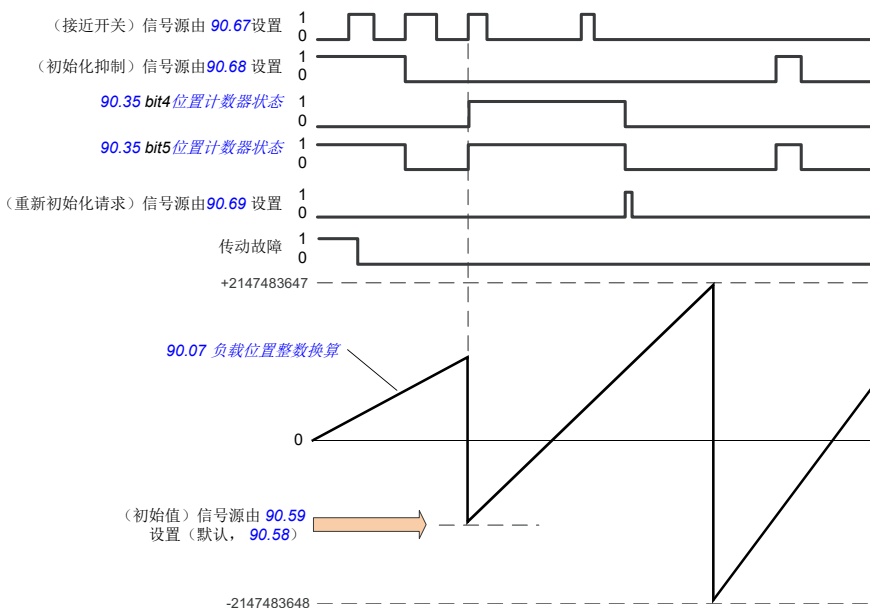 （接近开关）信号源由 90.67设置
1
0
（初始化抑制）信号源由90.68 设置
1
0
90.35 bit4位置计数器状态
1
0
90.35 bit5位置计数器状态
1
0
（重新初始化请求）信号源由90.69 设置
1
0
传动故障
1
0
+2147483647
90.07 负载位置整数换算
0
（初始值）信号源由 90.59
设置（默认， 90.58）
-2147483648